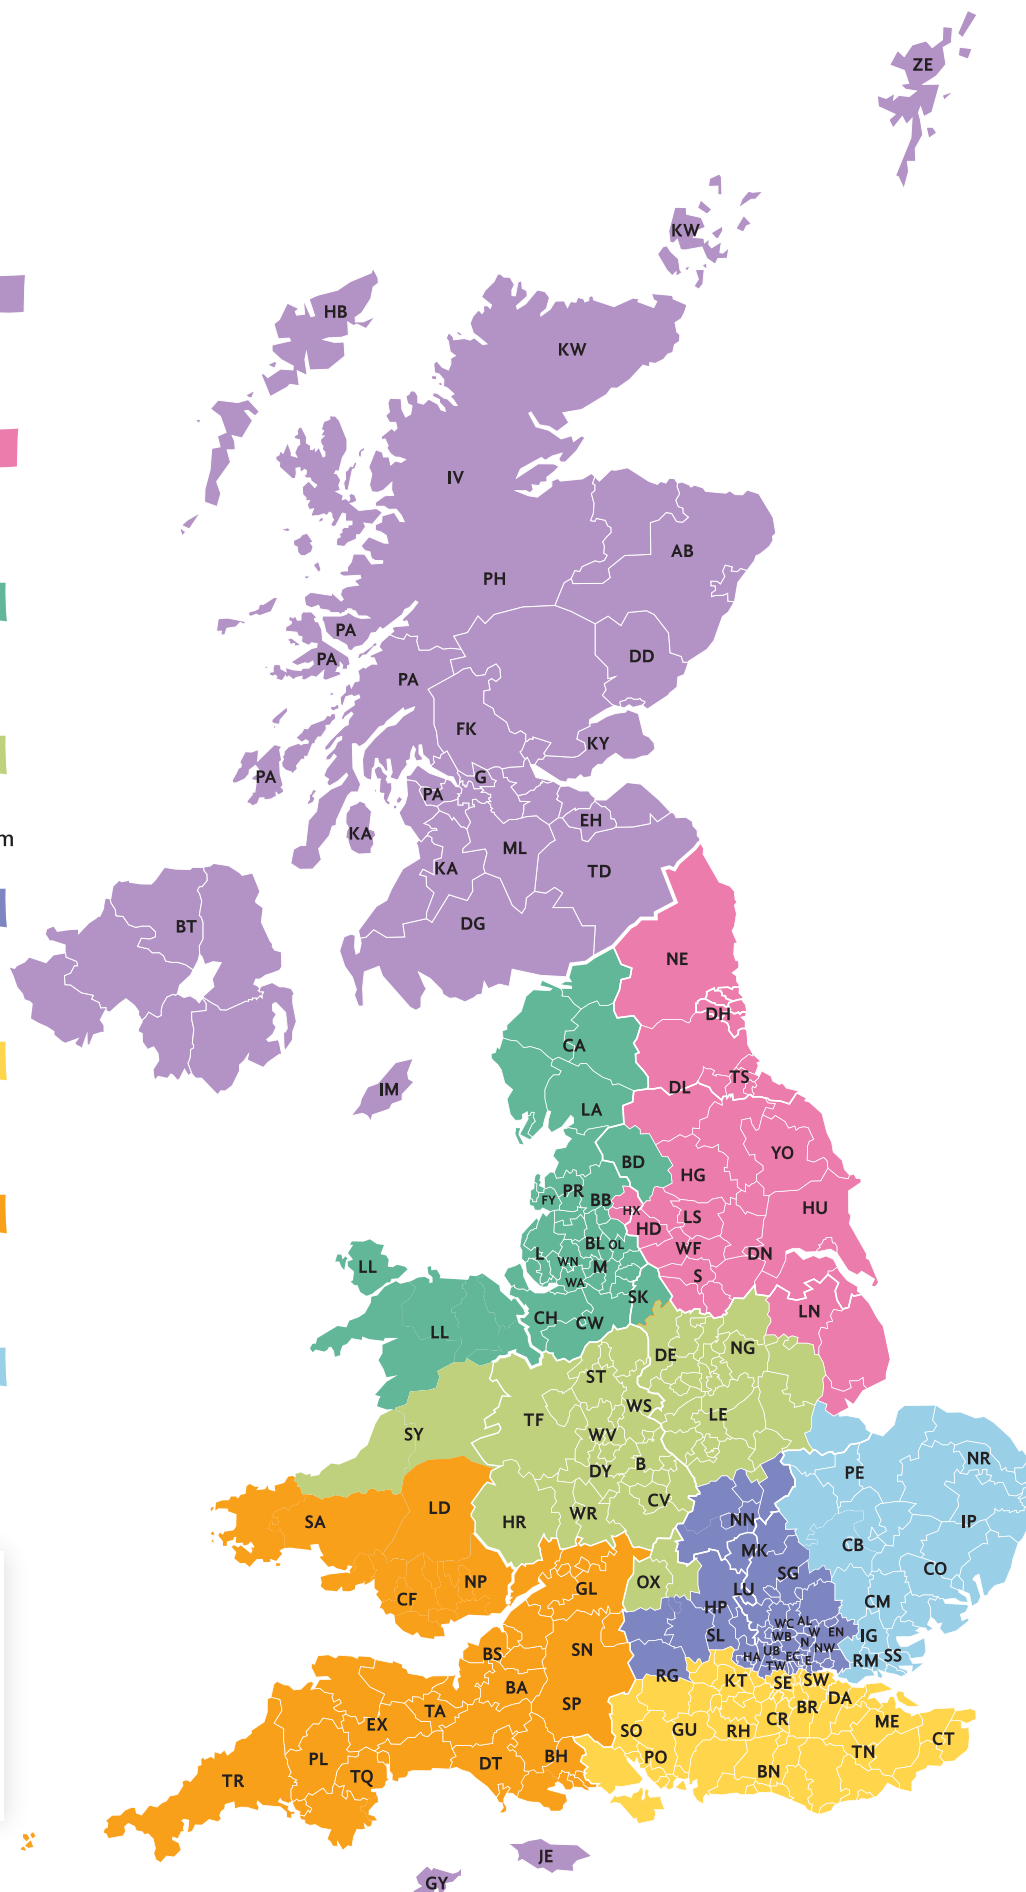 ZE
KW
HB
KW
IV
AB
PH
PA
DD
PA
PA
FK
KY
G
PA
PA
EH
KA
m
ML
KA
TD
DG
BT
NE
DH
CA
TS
DL
IM
LA
YO
BD
HG
PR
FY
BB
HX
HU
LS
HD
BL
OL
WF
L
DN
WN
M
LL
S
WA
SK
LN
CH
CW
LL
NG
DE
ST
WS
LE
TF
SY
WV
NR
B
DY
PE
CV
LD
WR
NN
SA
HR
IP
CB
MK
CO
SG
NP
OX
LU
GL
CF
CM
HP
WC
AL
W
EN
SL
WB
N
IG
NW
SN
UB
BS
HA
EC
E
SS
RM
TW
RG
KT
SE
SW
BA
DA
SP
BR
TA
CR
ME
EX
SO
GU
RH
CT
TN
BH
PO
PL
DT
BN
TQ
TR
JE
GY